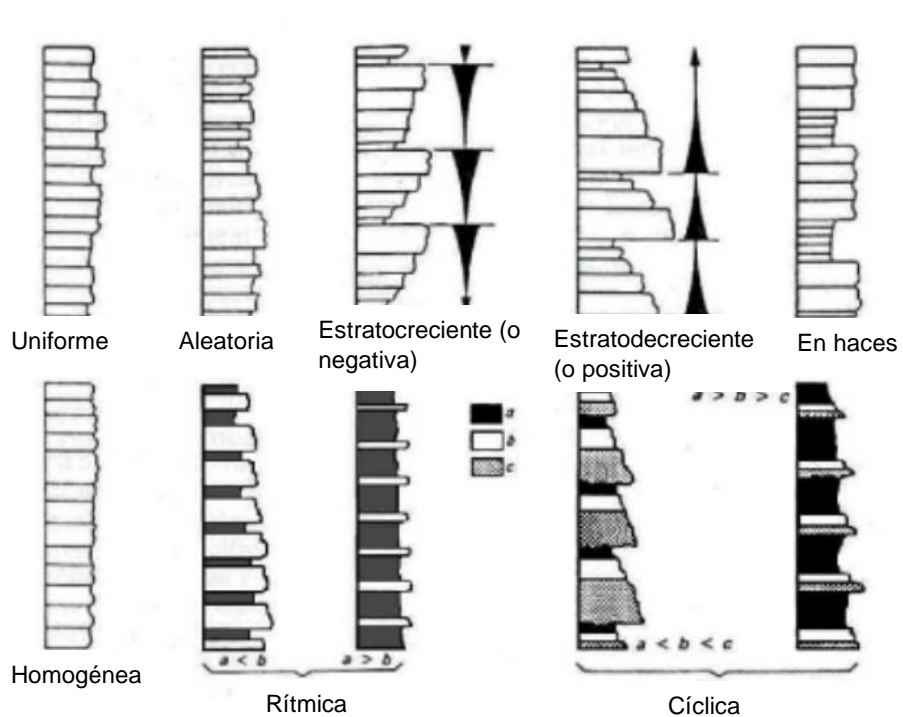 Uniforme
Aleatoria
Estratocreciente (o
negativa)
Estratodecreciente
(o positiva)
En haces
a
b
c
a > b > c
a < b < c
Homogénea
a < b
a > b
Rítmica
Cíclica